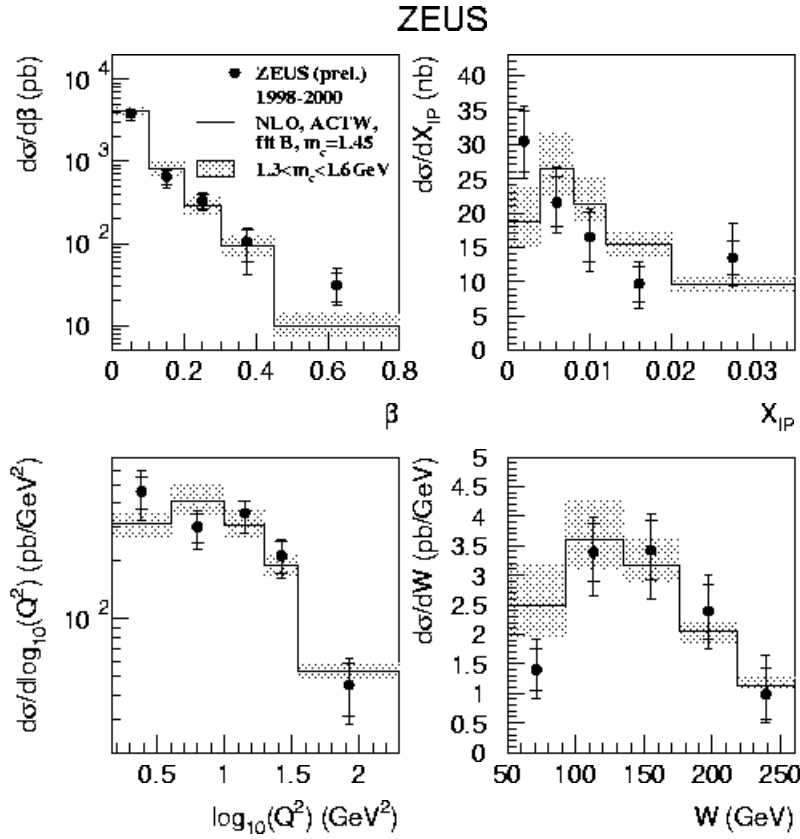 ZEUS
dσ/dβ (pb)
10⁴
10³
10²
10
0 0.2 0.4 0.6 0.8
β
ZEUS (prel.)
1998-2000
NLO, ACTW,
fit B, m_c=1.45
1.3<m_c<1.6 GeV
dσ/dX_IP (nb)
40
35
30
25
20
15
10
5
0
0 0.01 0.02 0.03
X_IP
dσ/dlog₁₀(Q²) (pb/GeV²)
10²
0.5 1 1.5 2
log₁₀(Q²) (GeV²)
dσ/dW (pb/GeV)
5
4.5
4
3.5
3
2.5
2
1.5
1
0.5
0
50 100 150 200 250
W (GeV)